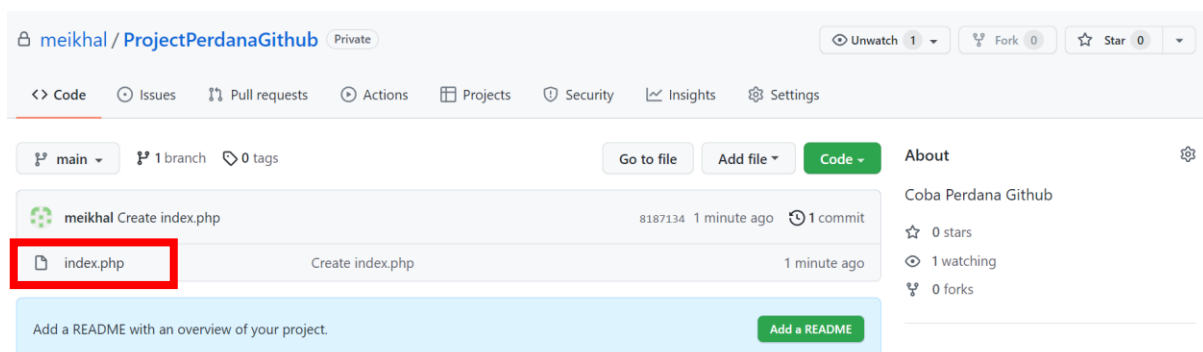 meikhal / ProjectPerdanaGithub Private
Unwatch 1 Fork 0 Star 0
<> Code Issues Pull requests Actions Projects Security Insights Settings
main 1 branch 0 tags Go to file Add file Code
meikhal Create index.php 8187134 1 minute ago 1 commit
index.php Create index.php 1 minute ago
Add a README with an overview of your project. Add a README
About
Coba Perdana Github
0 stars
1 watching
0 forks